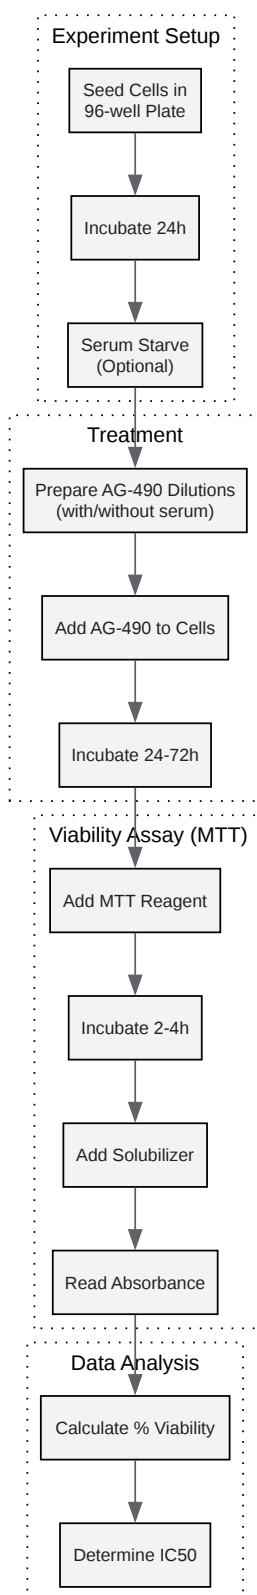 Experiment Setup
Seed Cells in
96-well Plate
Incubate 24h
Serum Starve
(Optional)
Treatment
Prepare AG-490 Dilutions
(with/without serum)
Add AG-490 to Cells
Incubate 24-72h
Viability Assay (MTT)
Add MTT Reagent
Incubate 2-4h
Add Solubilizer
Read Absorbance
Data Analysis
Calculate % Viability
Determine IC50